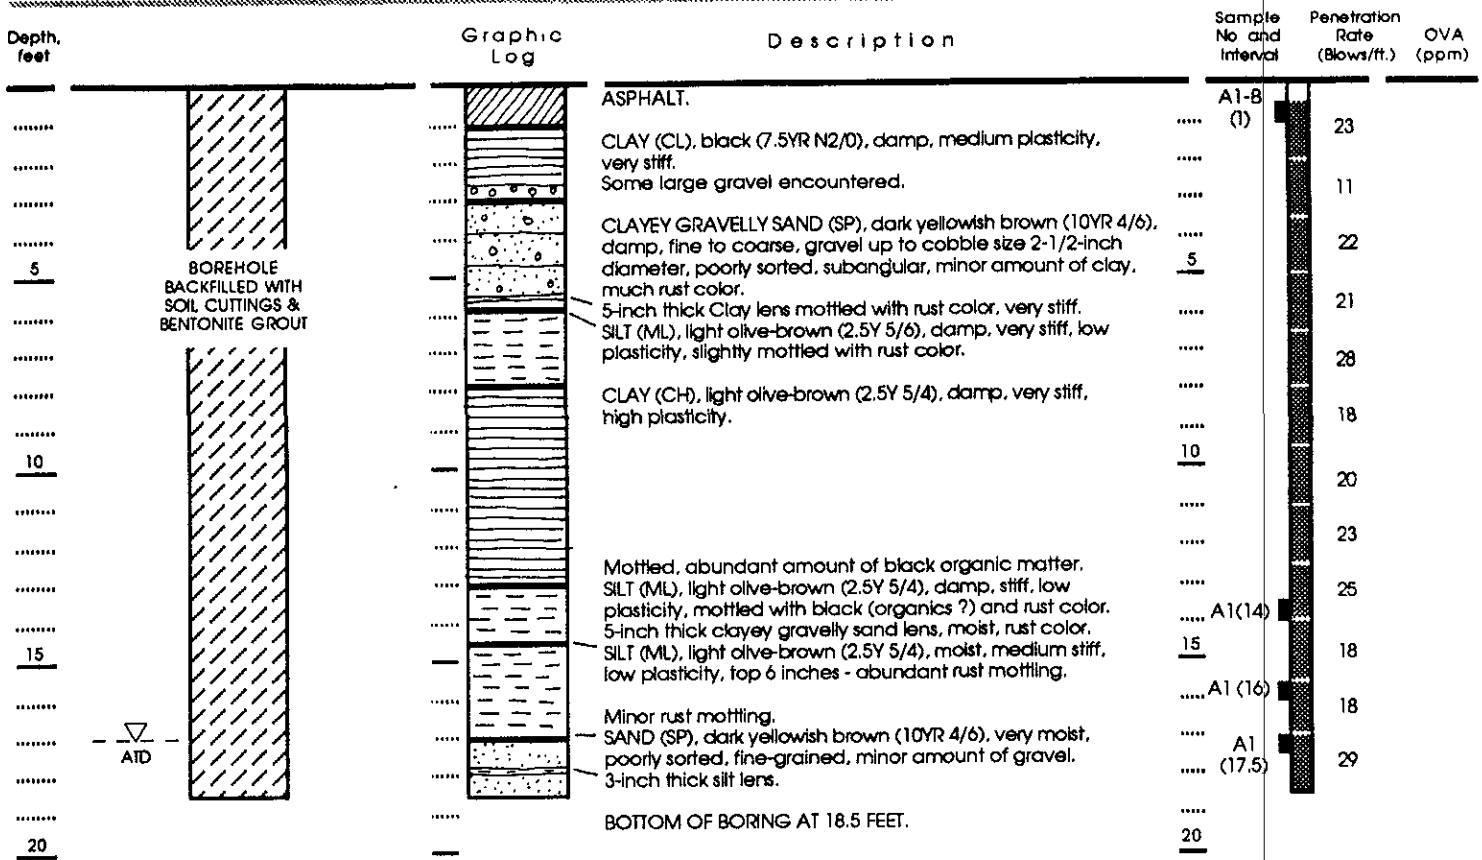 Depth, feet
Graphic Log
Description
Sample No and Interval
Penetration Rate (Blows/ft.)
OVA (ppm)
ASPHALT.
A1-B (1)
23
CLAY (CL), black (7.5YR N2/0), damp, medium plasticity,
very stiff.
Some large gravel encountered.
11
CLAYEY GRAVELLY SAND (SP), dark yellowish brown (10YR 4/6),
damp, fine to coarse, gravel up to cobble size 2-1/2-inch
diameter, poorly sorted, subangular, minor amount of clay,
much rust color.
22
5
BOREHOLE
BACKFILLED WITH
SOIL CUTTINGS &
BENTONITE GROUT
5
5-inch thick Clay lens mottled with rust color, very stiff.
21
SILT (ML), light olive-brown (2.5Y 5/6), damp, very stiff, low
plasticity, slightly mottled with rust color.
28
CLAY (CH), light olive-brown (2.5Y 5/4), damp, very stiff,
high plasticity.
18
10
10
20
23
Mottled, abundant amount of black organic matter.
SILT (ML), light olive-brown (2.5Y 5/4), damp, stiff, low
plasticity, mottled with black (organics ?) and rust color.
25
A1(14)
5-inch thick clayey gravelly sand lens, moist, rust color.
15
SILT (ML), light olive-brown (2.5Y 5/4), moist, medium stiff,
low plasticity, top 6 inches - abundant rust mottling.
15
18
A1 (16)
18
Minor rust mottling.
ATD
SAND (SP), dark yellowish brown (10YR 4/6), very moist,
poorly sorted, fine-grained, minor amount of gravel.
3-inch thick silt lens.
A1 (17.5)
29
BOTTOM OF BORING AT 18.5 FEET.
20
20